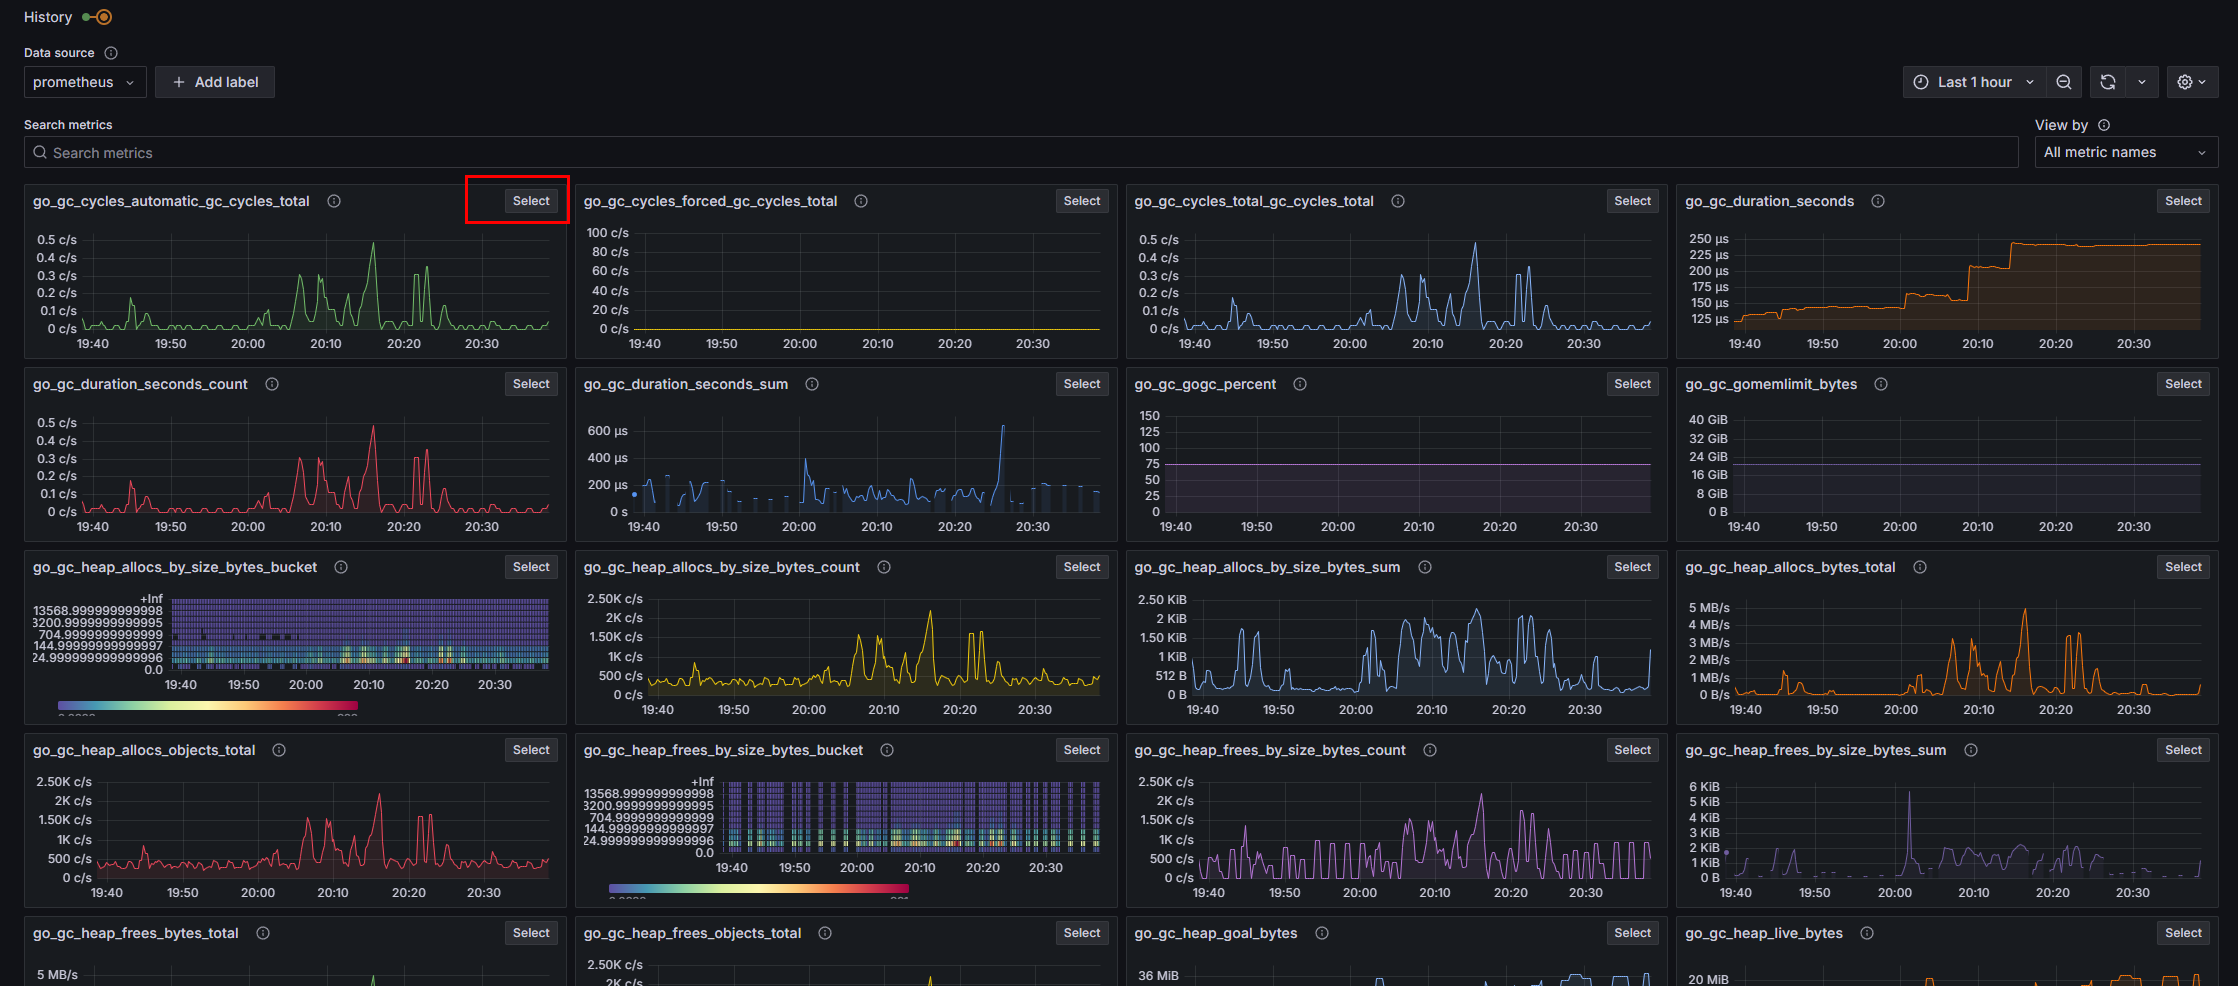 History
Data source
prometheus
+ Add label
Last 1 hour
Search metrics
View by
Search metrics
All metric names
go_gc_cycles_automatic_gc_cycles_total Select
0.5 c/s
0.4 c/s
0.3 c/s
0.2 c/s
0.1 c/s
0 c/s
19:40 19:50 20:00 20:10 20:20 20:30
go_gc_cycles_forced_gc_cycles_total Select
100 c/s
80 c/s
60 c/s
40 c/s
20 c/s
0 c/s
19:40 19:50 20:00 20:10 20:20 20:30
go_gc_cycles_total_gc_cycles_total Select
0.5 c/s
0.4 c/s
0.3 c/s
0.2 c/s
0.1 c/s
0 c/s
19:40 19:50 20:00 20:10 20:20 20:30
go_gc_duration_seconds Select
250 µs
225 µs
200 µs
175 µs
150 µs
125 µs
19:40 19:50 20:00 20:10 20:20 20:30
go_gc_duration_seconds_count Select
0.5 c/s
0.4 c/s
0.3 c/s
0.2 c/s
0.1 c/s
0 c/s
19:40 19:50 20:00 20:10 20:20 20:30
go_gc_duration_seconds_sum Select
600 µs
400 µs
200 µs
0 s
19:40 19:50 20:00 20:10 20:20 20:30
go_gc_gogc_percent Select
150
125
100
75
50
25
0
19:40 19:50 20:00 20:10 20:20 20:30
go_gc_gomemlimit_bytes Select
40 GiB
32 GiB
24 GiB
16 GiB
8 GiB
0 B
19:40 19:50 20:00 20:10 20:20 20:30
go_gc_heap_allocs_by_size_bytes_bucket Select
+Inf
13568.999999999998
3200.9999999999995
704.9999999999999
144.99999999999997
24.999999999999996
0.0
19:40 19:50 20:00 20:10 20:20 20:30
go_gc_heap_allocs_by_size_bytes_count Select
2.50K c/s
2K c/s
1.50K c/s
1K c/s
500 c/s
0 c/s
19:40 19:50 20:00 20:10 20:20 20:30
go_gc_heap_allocs_by_size_bytes_sum Select
2.50 KiB
2 KiB
1.50 KiB
1 KiB
512 B
0 B
19:40 19:50 20:00 20:10 20:20 20:30
go_gc_heap_allocs_bytes_total Select
5 MB/s
4 MB/s
3 MB/s
2 MB/s
1 MB/s
0 B/s
19:40 19:50 20:00 20:10 20:20 20:30
go_gc_heap_allocs_objects_total Select
2.50K c/s
2K c/s
1.50K c/s
1K c/s
500 c/s
0 c/s
19:40 19:50 20:00 20:10 20:20 20:30
go_gc_heap_frees_by_size_bytes_bucket Select
+Inf
13568.999999999998
3200.9999999999995
704.9999999999999
144.99999999999997
24.999999999999996
0.0
19:40 19:50 20:00 20:10 20:20 20:30
go_gc_heap_frees_by_size_bytes_count Select
2.50K c/s
2K c/s
1.50K c/s
1K c/s
500 c/s
0 c/s
19:40 19:50 20:00 20:10 20:20 20:30
go_gc_heap_frees_by_size_bytes_sum Select
6 KiB
5 KiB
4 KiB
3 KiB
2 KiB
1 KiB
0 B
19:40 19:50 20:00 20:10 20:20 20:30
go_gc_heap_frees_bytes_total Select
5 MB/s
go_gc_heap_frees_objects_total Select
2.50K c/s
2K c/s
go_gc_heap_goal_bytes Select
36 MiB
go_gc_heap_live_bytes Select
20 MiB